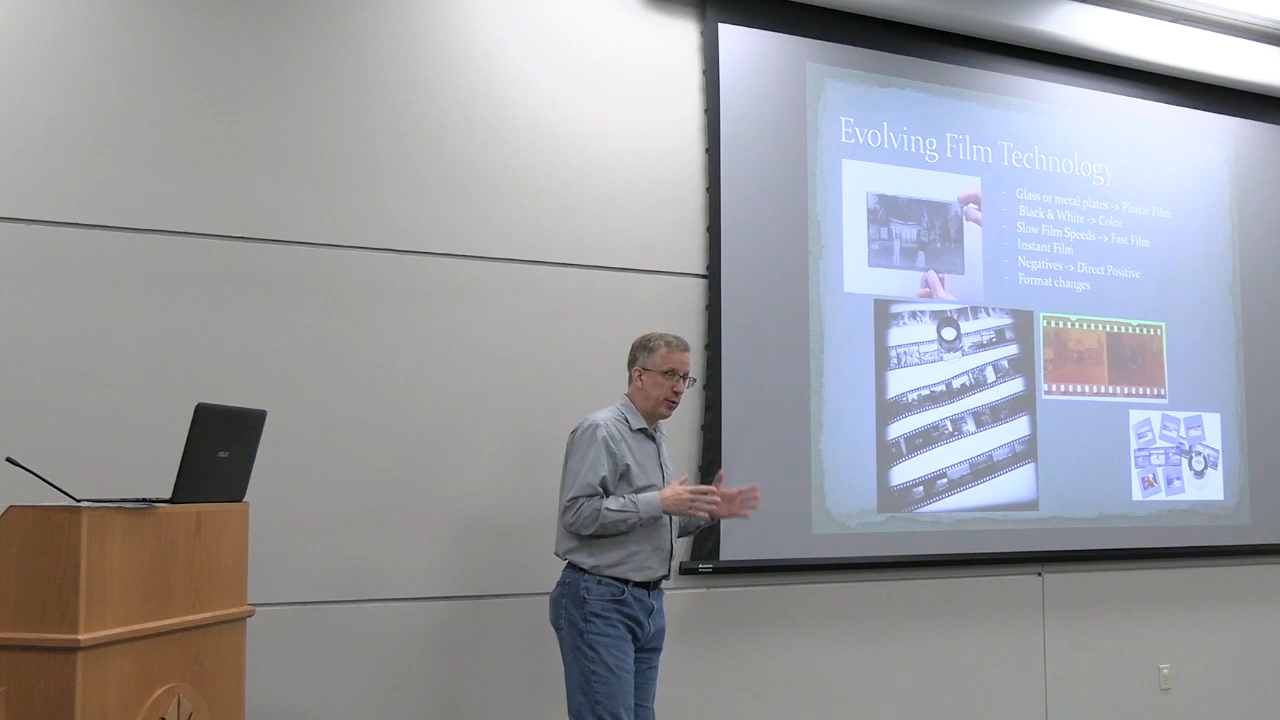 Evolving Film Technology
- Glass or metal plates -> Plastic Film
- Black & White -> Color
- Slow Film Speeds -> Fast Film
- Instant Film
- Negatives -> Direct Positive
- Format changes
ASUS